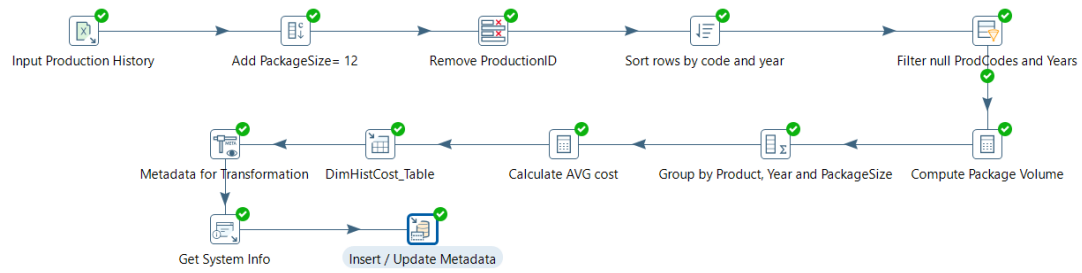 Input Production History
Add PackageSize= 12
Remove ProductionID
Sort rows by code and year
Filter null ProdCodes and Years
Metadata for Transformation
DimHistCost_Table
Calculate AVG cost
Group by Product, Year and PackageSize
Compute Package Volume
Get System Info
Insert / Update Metadata